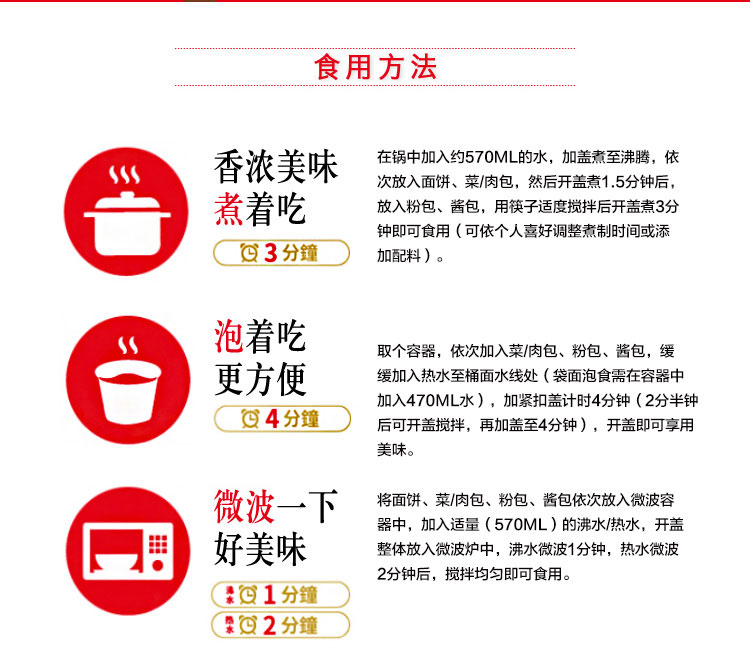 食用方法
香浓美味
煮着吃
3分鐘
在锅中加入约570ML的水，加盖煮至沸腾，依
次放入面饼、菜/肉包，然后开盖煮1.5分钟后，
放入粉包、酱包，用筷子适度搅拌后开盖煮3分
钟即可食用（可依个人喜好调整煮制时间或添
加配料）。
泡着吃
更方便
4分鐘
取个容器，依次加入菜/肉包、粉包、酱包，缓
缓加入热水至桶面水线处（袋面泡食需在容器中
加入470ML水），加紧扣盖计时4分钟（2分半钟
后可开盖搅拌，再加盖至4分钟），开盖即可享用
美味。
微波一下
好美味
沸水 1分鐘
热水 2分鐘
将面饼、菜/肉包、粉包、酱包依次放入微波容
器中，加入适量（570ML）的沸水/热水，开盖
整体放入微波炉中，沸水微波1分钟，热水微波
2分钟后，搅拌均匀即可食用。